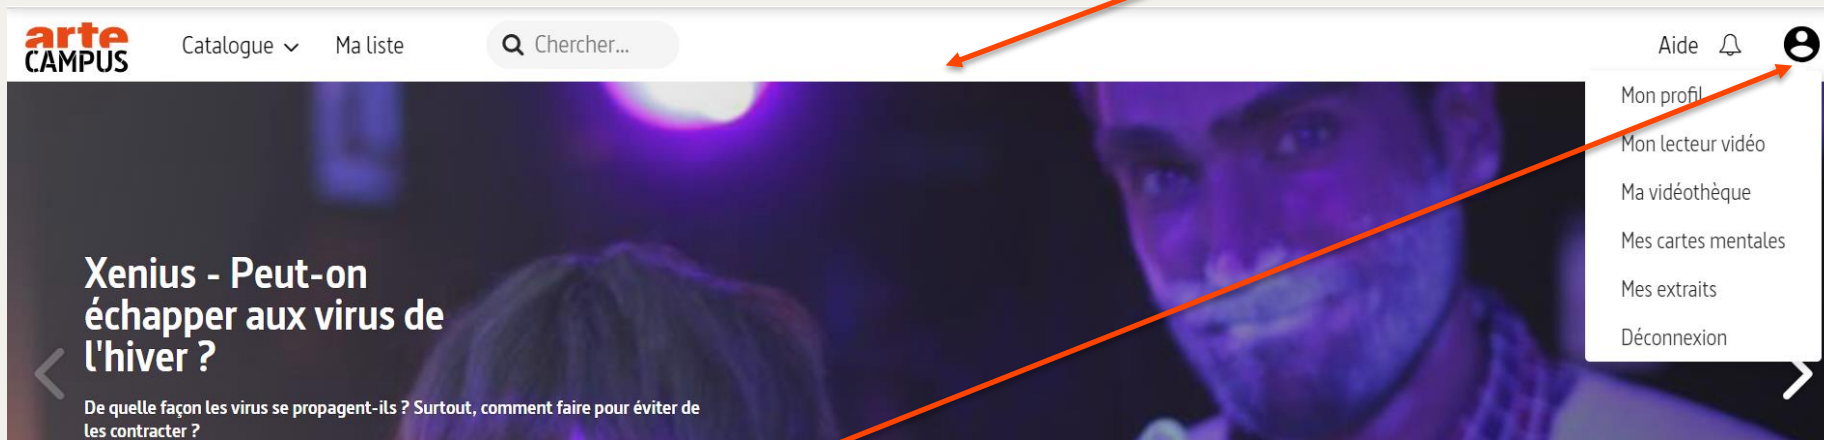 arte
CAMPUS
Catalogue
Ma liste
Chercher...
Aide
Mon profil
Mon lecteur vidéo
Ma vidéothèque
Mes cartes mentales
Mes extraits
Déconnexion
Xenius - Peut-on
échapper aux virus de
l'hiver ?
De quelle façon les virus se propagent-ils ? Surtout, comment faire pour éviter de
les contracter ?